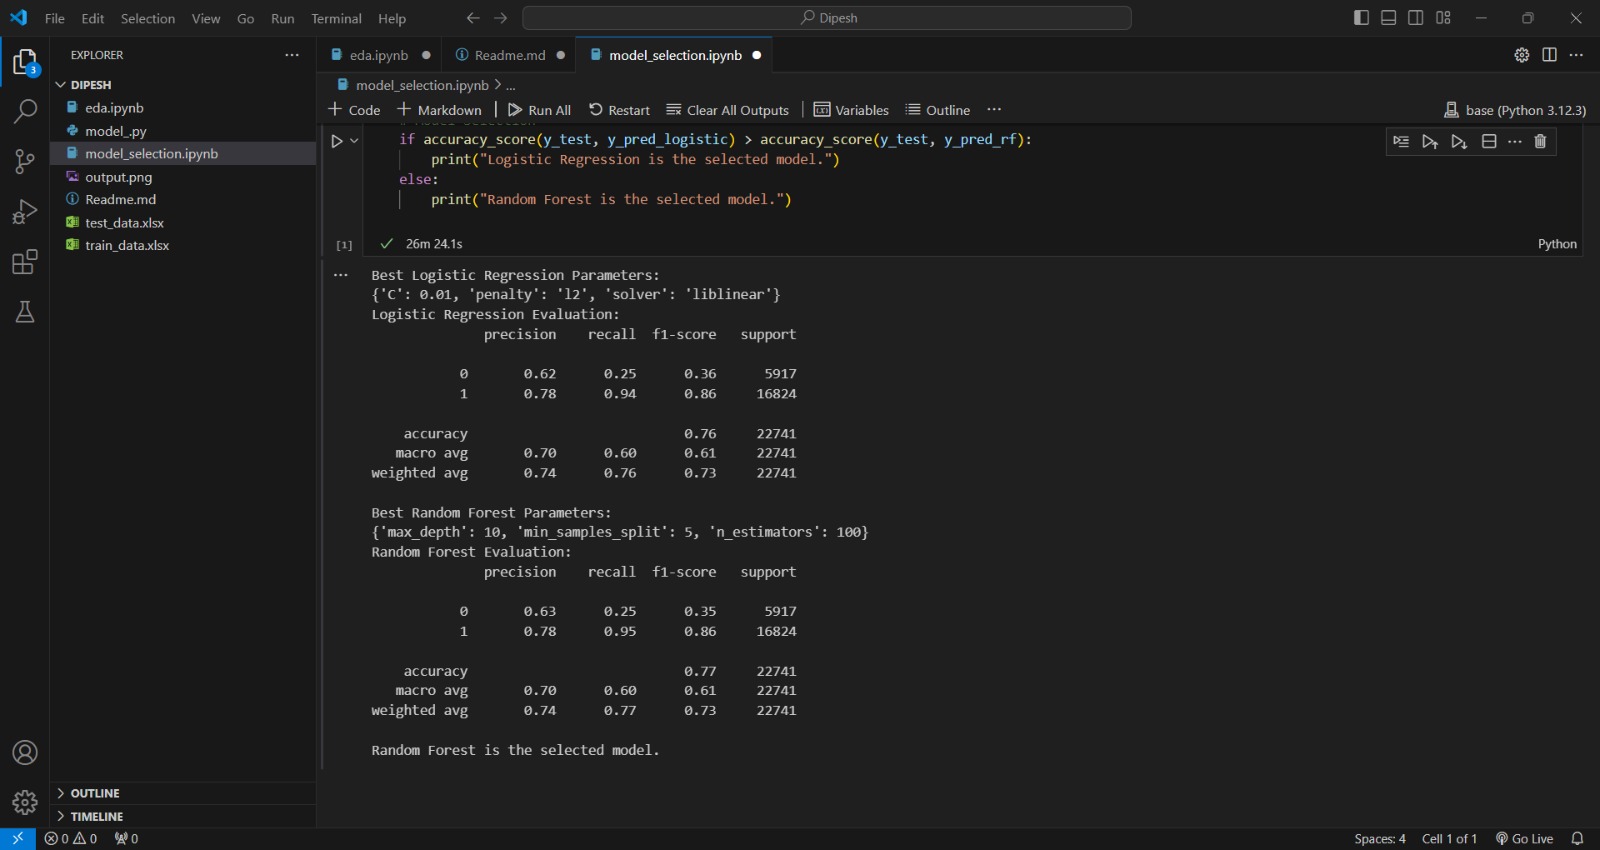 File Edit Selection View Go Run Terminal Help Dipesh
EXPLORER
eda.ipynb Readme.md model_selection.ipynb
DIPESH
eda.ipynb
model_.py
model_selection.ipynb
output.png
Readme.md
test_data.xlsx
train_data.xlsx
OUTLINE
TIMELINE
3
model_selection.ipynb > ...
Code Markdown Run All Restart Clear All Outputs Variables Outline base (Python 3.12.3)
if accuracy_score(y_test, y_pred_logistic) > accuracy_score(y_test, y_pred_rf):
print("Logistic Regression is the selected model.")
else:
print("Random Forest is the selected model.")
[1] 26m 24.1s Python
Best Logistic Regression Parameters:
{'C': 0.01, 'penalty': 'l2', 'solver': 'liblinear'}
Logistic Regression Evaluation:
precision recall f1-score support
0 0.62 0.25 0.36 5917
1 0.78 0.94 0.86 16824
accuracy 0.76 22741
macro avg 0.70 0.60 0.61 22741
weighted avg 0.74 0.76 0.73 22741
Best Random Forest Parameters:
{'max_depth': 10, 'min_samples_split': 5, 'n_estimators': 100}
Random Forest Evaluation:
precision recall f1-score support
0 0.63 0.25 0.35 5917
1 0.78 0.95 0.86 16824
accuracy 0.77 22741
macro avg 0.70 0.60 0.61 22741
weighted avg 0.74 0.77 0.73 22741
Random Forest is the selected model.
0 0 0 Spaces: 4 Cell 1 of 1 Go Live